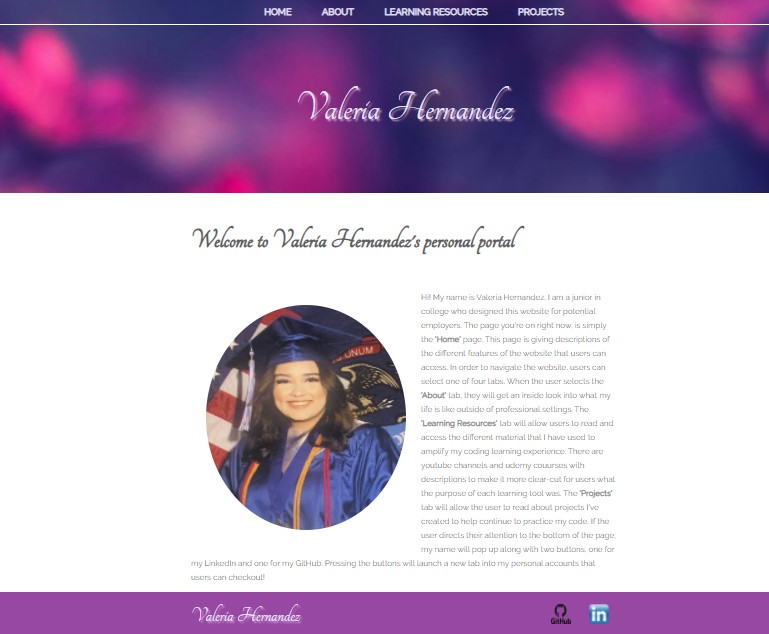 HOME ABOUT LEARNING RESOURCES PROJECTS
Valeria Hernandez
Welcome to Valeria Hernandez's personal portal
Hi! My name is Valeria Hernandez. I am a junior in
college who designed this website for potential
employers. The page you're on right now, is simply
the "Home" page. This page is giving descriptions of
the different features of the website that users can
access. In order to navigate the website, users can
select one of four tabs. When the user selects the
"About" tab, they will get an inside look into what my
life is like outside of professional settings. The
"Learning Resources" tab will allow users to read and
access the different material that I have used to
amplify my coding learning experience. There are
youtube channels and udemy couurses with
descriptions to make it more clear-cut for users what
the purpose of each learning tool was. The "Projects"
tab will allow the user to read about projects I've
created to help continue to practice my code. If the
user directs their attention to the bottom of the page,
my name will pop up along with two buttons, one for
my LinkedIn and one for my GitHub. Pressing the buttons will launch a new tab into my personal accounts that
users can checkout!
UNUM
Valeria Hernandez
GitHub
in